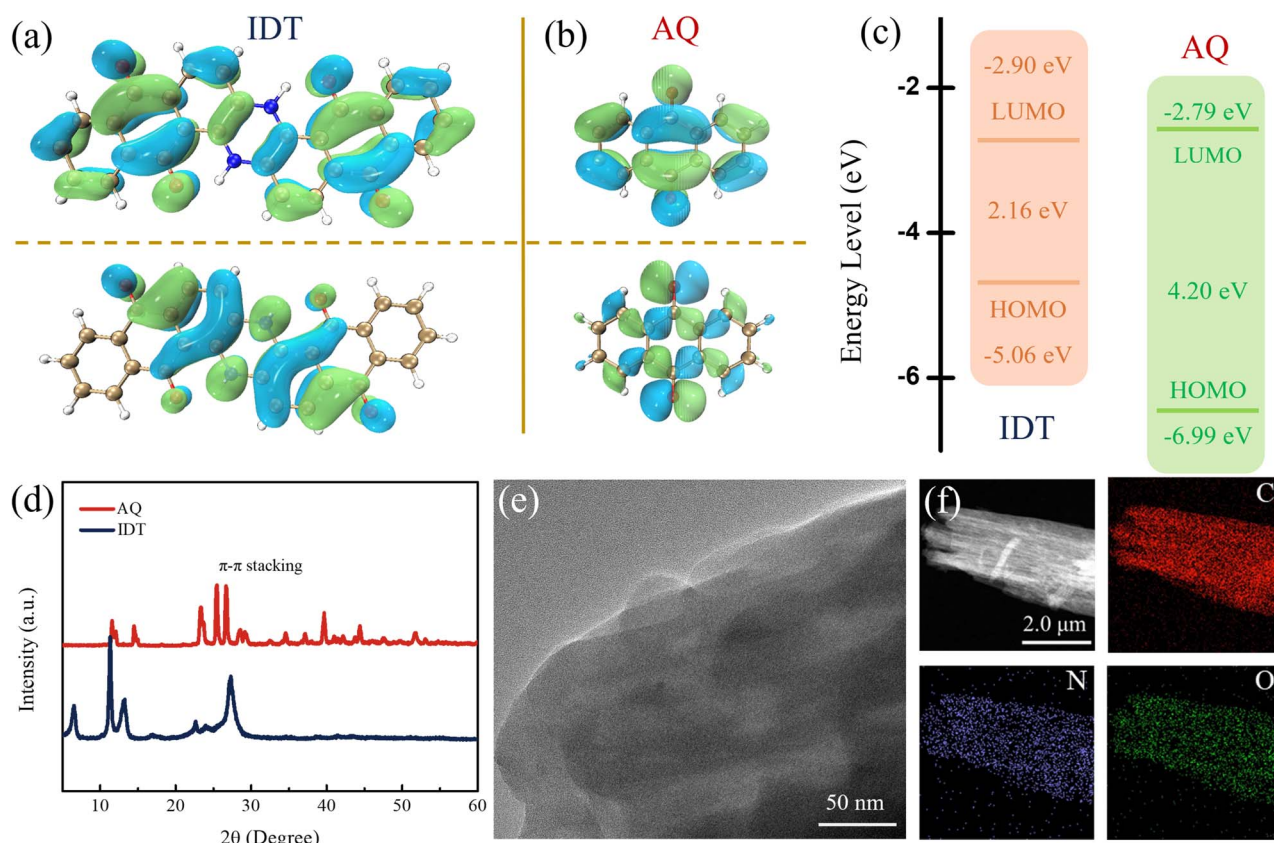 (a)
IDT
(b)
AQ
(c)
Energy Level (eV)
-2
-4
-6
-2.90 eV
LUMO
2.16 eV
HOMO
-5.06 eV
IDT
AQ
-2.79 eV
LUMO
4.20 eV
HOMO
-6.99 eV
(d)
AQ
IDT
π-π stacking
Intensity (a.u.)
10
20
30
40
50
60
2θ (Degree)
(e)
50 nm
(f)
2.0 μm
C
N
O